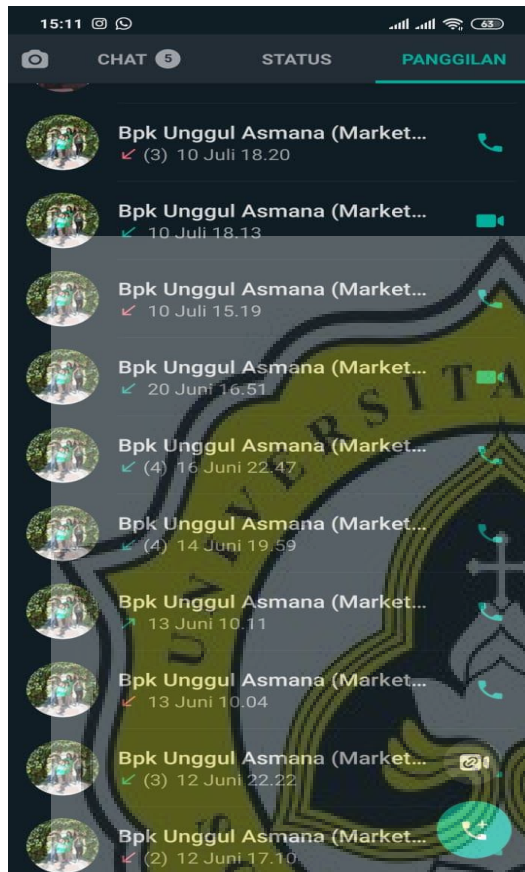 15:11
63
CHAT 5
STATUS
PANGGILAN
Bpk Unggul Asmana (Market...
(3) 10 Juli 18.20
Bpk Unggul Asmana (Market...
10 Juli 18.13
Bpk Unggul Asmana (Market...
10 Juli 15.19
Bpk Unggul Asmana (Market...
20 Juni 16.51
Bpk Unggul Asmana (Market...
(4) 16 Juni 22.47
Bpk Unggul Asmana (Market...
(4) 14 Juni 19.59
Bpk Unggul Asmana (Market...
13 Juni 10.11
Bpk Unggul Asmana (Market...
13 Juni 10.04
Bpk Unggul Asmana (Market...
(3) 12 Juni 22.22
Bpk Unggul Asmana (Market...
(2) 12 Juni 17.10
UNIVERSITA
S